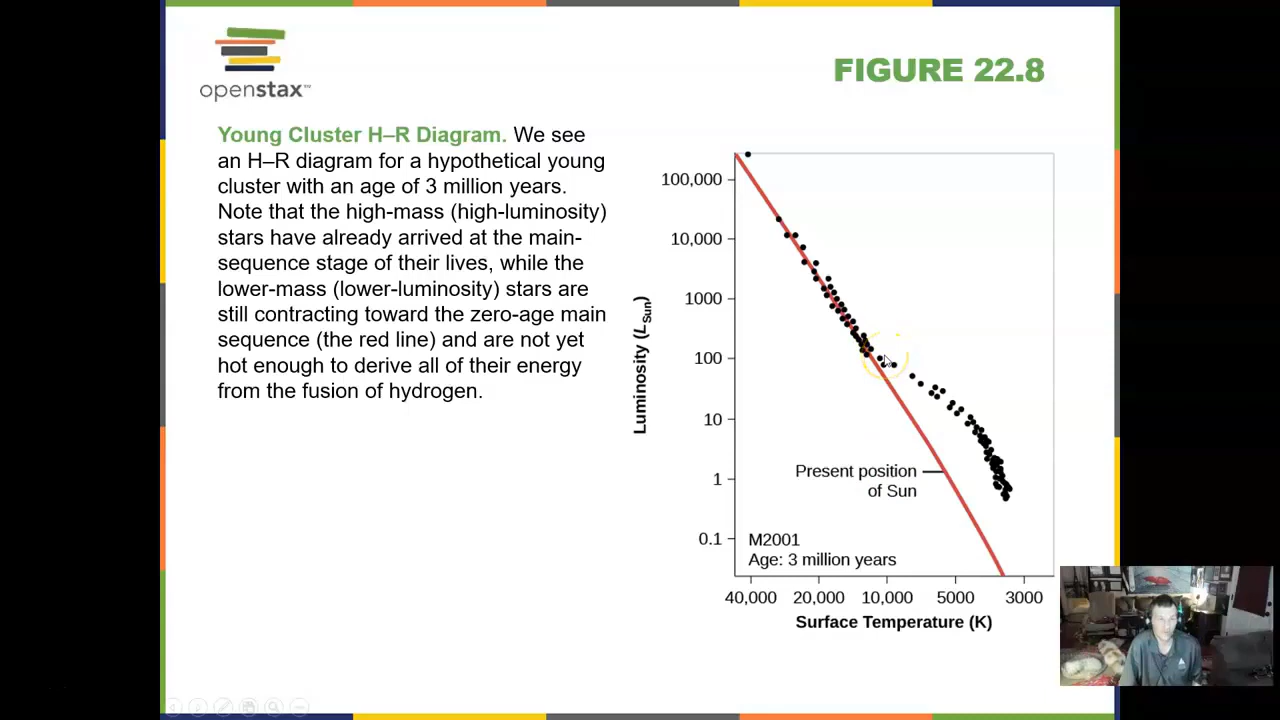 openstax™
FIGURE 22.8
Young Cluster H–R Diagram. We see
an H–R diagram for a hypothetical young
cluster with an age of 3 million years.
Note that the high-mass (high-luminosity)
stars have already arrived at the main-
sequence stage of their lives, while the
lower-mass (lower-luminosity) stars are
still contracting toward the zero-age main
sequence (the red line) and are not yet
hot enough to derive all of their energy
from the fusion of hydrogen.
100,000
10,000
1000
100
10
1
0.1
Luminosity (LSun)
Present position
of Sun
M2001
Age: 3 million years
40,000 20,000 10,000 5000 3000
Surface Temperature (K)